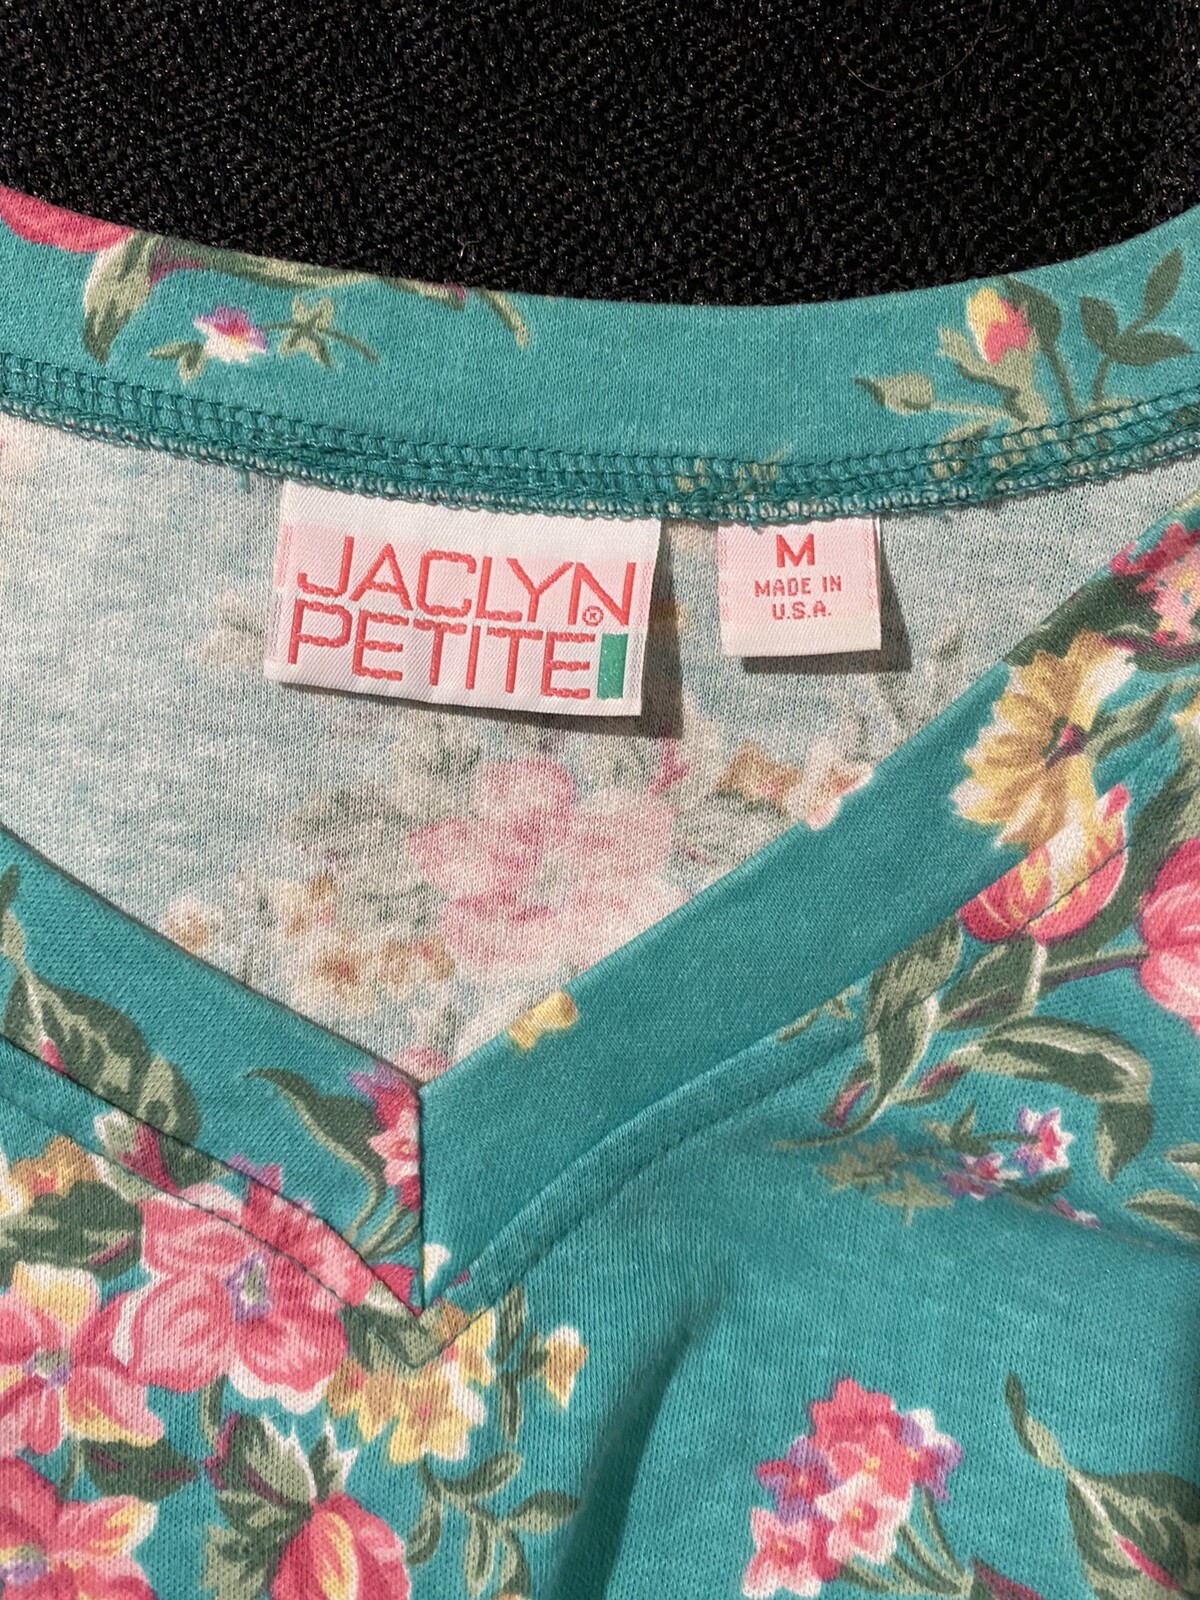 JACLYN®
PETITE
M
MADE IN
U.S.A.